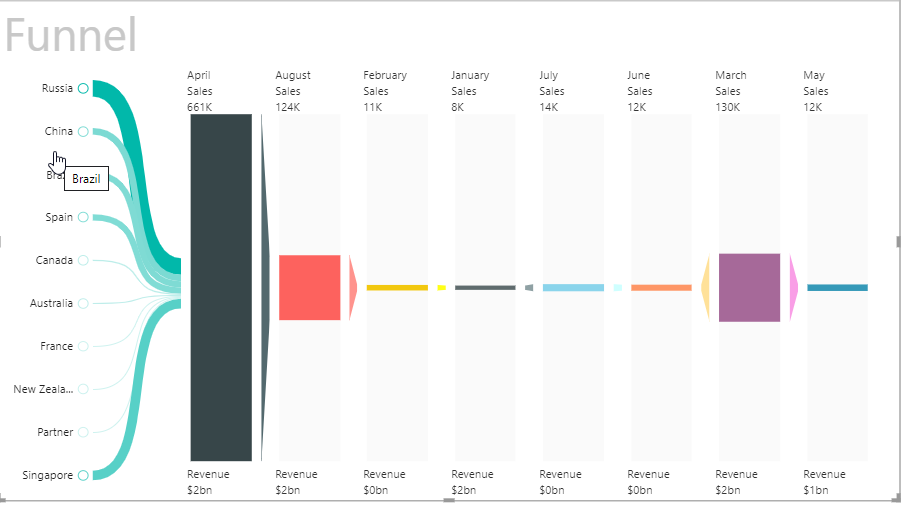 Funnel
Russia
China
Brazil
Spain
Canada
Australia
France
New Zeala...
Partner
Singapore
April
Sales
661K
August
Sales
124K
February
Sales
11K
January
Sales
8K
July
Sales
14K
June
Sales
12K
March
Sales
130K
May
Sales
12K
Revenue
$2bn
Revenue
$2bn
Revenue
$0bn
Revenue
$2bn
Revenue
$0bn
Revenue
$0bn
Revenue
$2bn
Revenue
$1bn